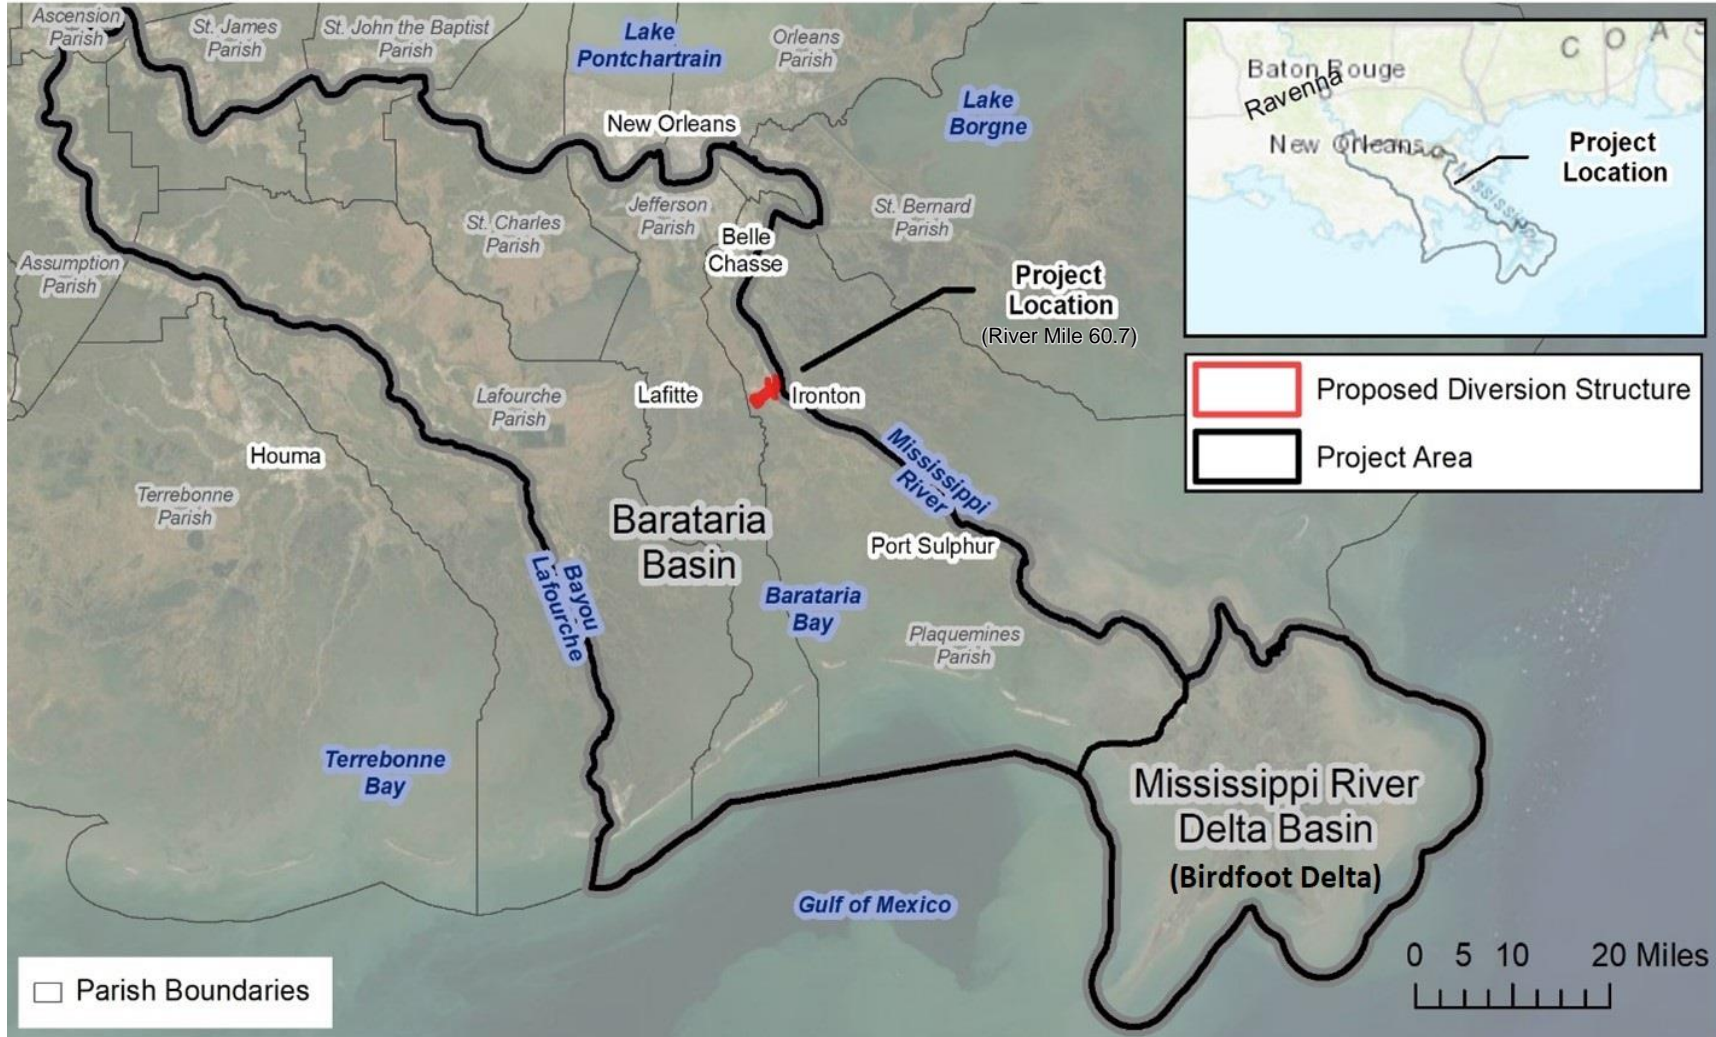 Ascension
Parish
St. James
Parish
St. John the Baptist
Parish
Lake
Pontchartrain
Orleans
Parish
Lake
Borgne
New Orleans
Jefferson
Parish
St. Charles
Parish
St. Bernard
Parish
Belle
Chasse
Assumption
Parish
Project
Location
(River Mile 60.7)
Lafitte
Ironton
Lafourche
Parish
Houma
Terrebonne
Parish
Mississippi
River
Barataria
Basin
Port Sulphur
Bayou
Lafourche
Barataria
Bay
Plaquemines
Parish
Terrebonne
Bay
Mississippi River
Delta Basin
(Birdfoot Delta)
Gulf of Mexico
COAS
Baton Rouge
Ravenna
New Orleans
Mississippi
Project
Location
Proposed Diversion Structure
Project Area
0 5 10 20 Miles
Parish Boundaries